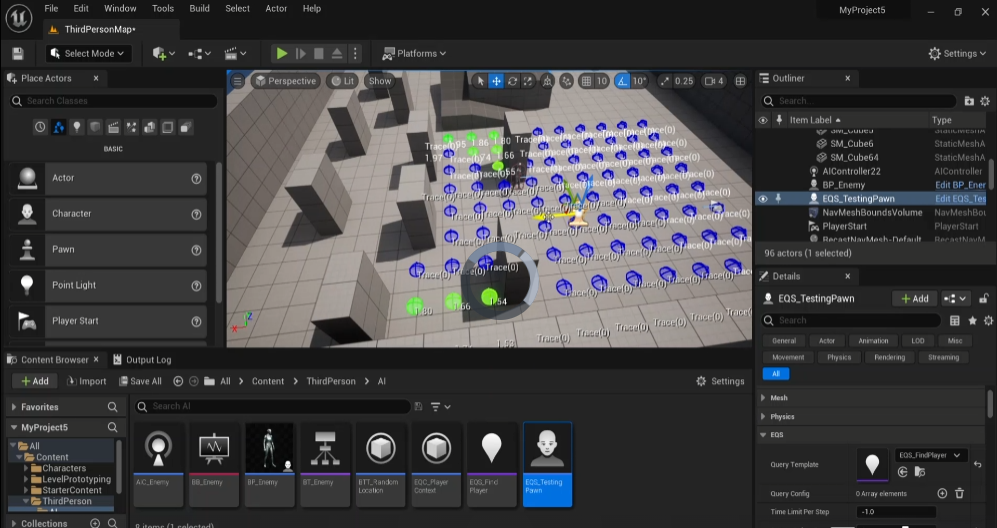 File Edit Window Tools Build Select Actor Help
MyProject5
ThirdPersonMap•
Select Mode
Platforms
Settings
Place Actors
Search Classes
BASIC
Actor
Character
Pawn
Point Light
Player Start
Perspective Lit Show
10 10° 0.25 4
Trace(0)
1.86
1.97
1.66
1.80 1.66 1.54
Outliner
Search...
Item Label Type
SM_Cube5 StaticMeshA
SM_Cube6 StaticMeshA
SM_Cube64 StaticMeshA
AIController22 AIController
BP_Enemy Edit BP_Ener
EQS_TestingPawn Edit EQS_Tes
NavMeshBoundsVolume NavMeshBou
PlayerStart PlayerStart
RecastNavMesh-Default
96 actors (1 selected)
Details
EQS_TestingPawn
Add
Search
General Actor Animation LOD Misc
Movement Physics Rendering Streaming
All
Mesh
Physics
EQS
Query Template
EQS_FindPlayer
Query Config 0 Array elements
Time Limit Per Step -1.0
Content Browser Output Log
Add Import Save All All > Content > ThirdPerson > AI Settings
Favorites
Search AI
MyProject5
All
Content
Characters
LevelPrototyping
StarterContent
ThirdPerson
AI
Collections
AIC_Enemy BB_Enemy BP_Enemy BT_Enemy BTT_Random
Location EQC_Player
Context EQS_Find
Player EQS_Testing
Pawn
8 items (1 selected)